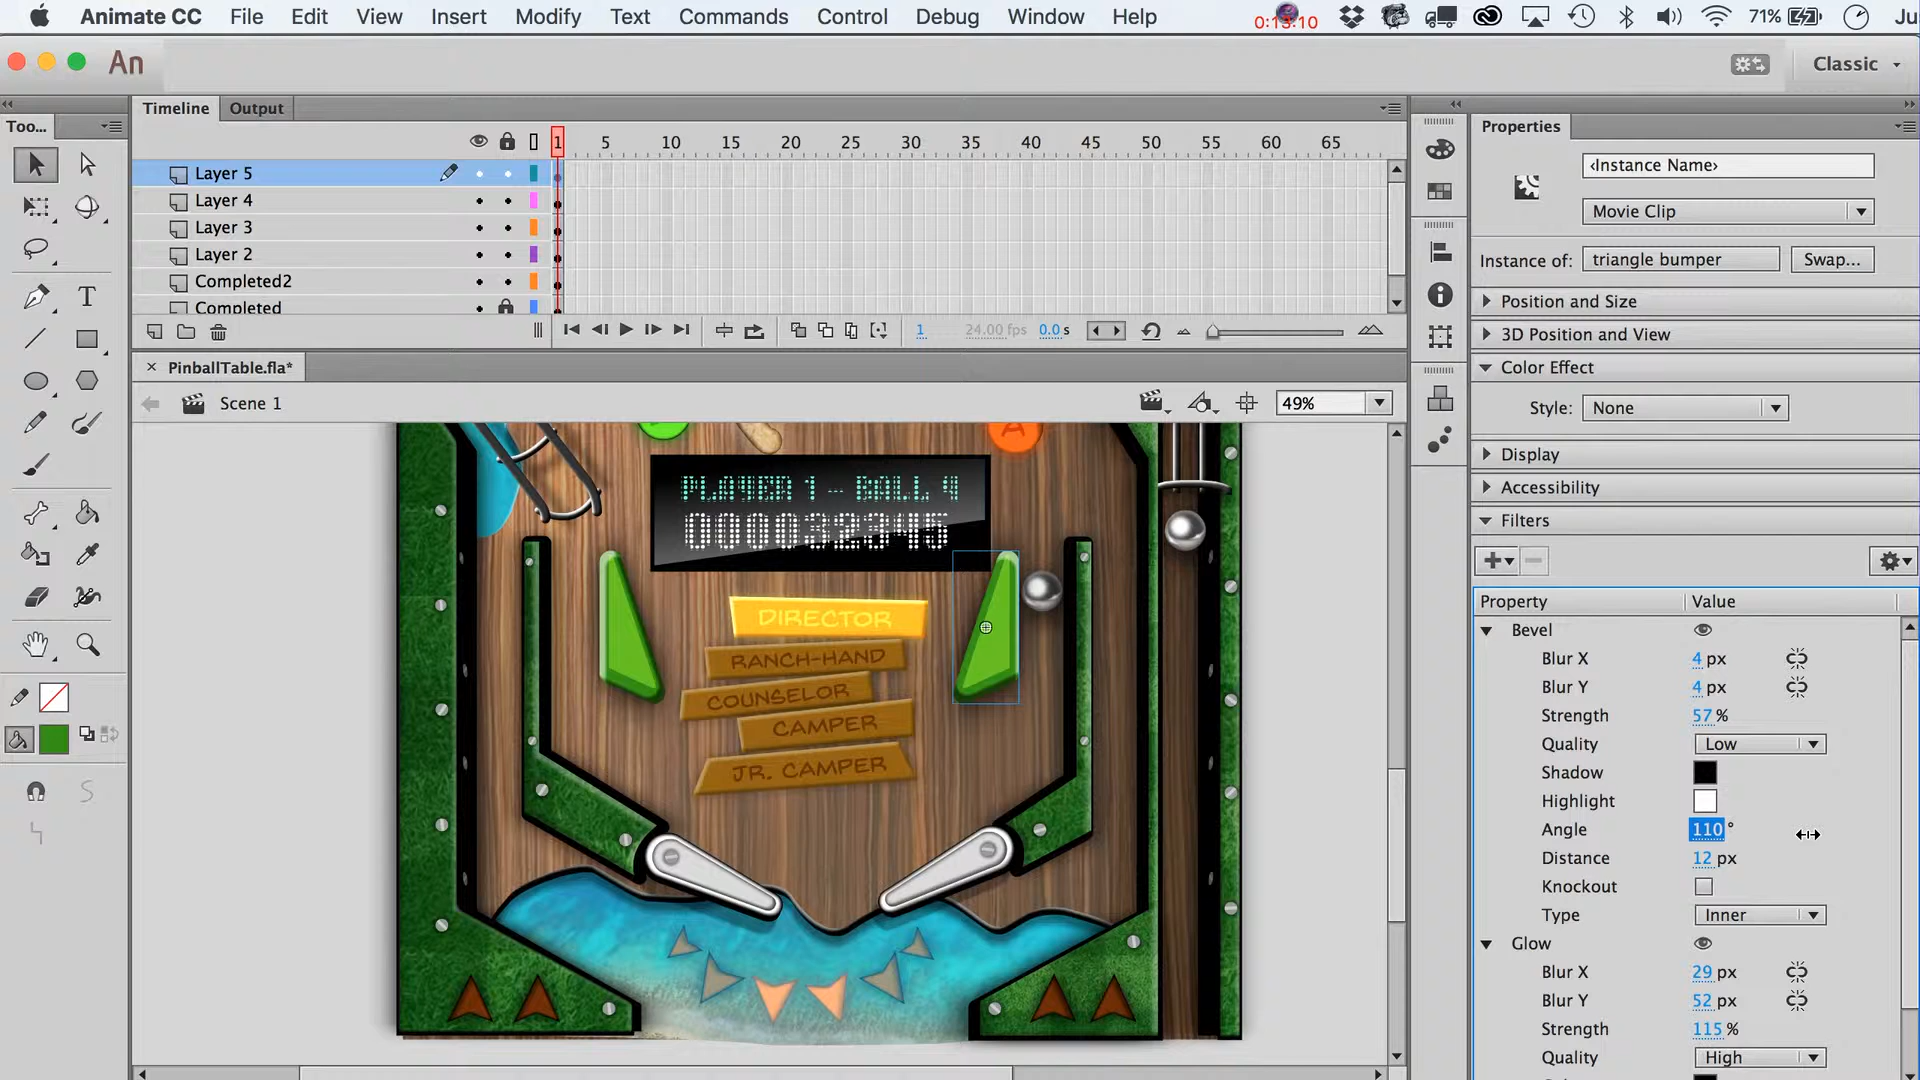 Animate CC File Edit View Insert Modify Text Commands Control Debug Window Help 0:13:10 71% Ju
An Classic
Too...
Timeline Output
1 5 10 15 20 25 30 35 40 45 50 55 60 65
Layer 5
Layer 4
Layer 3
Layer 2
Completed2
Completed
1 24.00 fps 0.0 s
PinballTable.fla*
Scene 1 49%
A
PLAYER 1 -- BALL 4
000032345
DIRECTOR
RANCH-HAND
COUNSELOR
CAMPER
JR. CAMPER
Properties
<Instance Name>
Movie Clip
Instance of: triangle bumper Swap...
Position and Size
3D Position and View
Color Effect
Style: None
Display
Accessibility
Filters
Property Value
Bevel
Blur X 4 px
Blur Y 4 px
Strength 57 %
Quality Low
Shadow
Highlight
Angle 110 °
Distance 12 px
Knockout
Type Inner
Glow
Blur X 29 px
Blur Y 52 px
Strength 115 %
Quality High